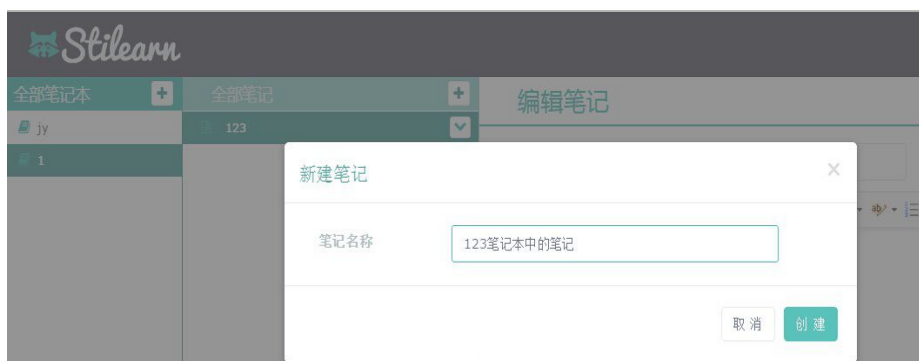 Stilearn
全部笔记本
全部笔记
编辑笔记
jy
123
1
新建笔记
×
笔记名称
123笔记本中的笔记
取消
创建